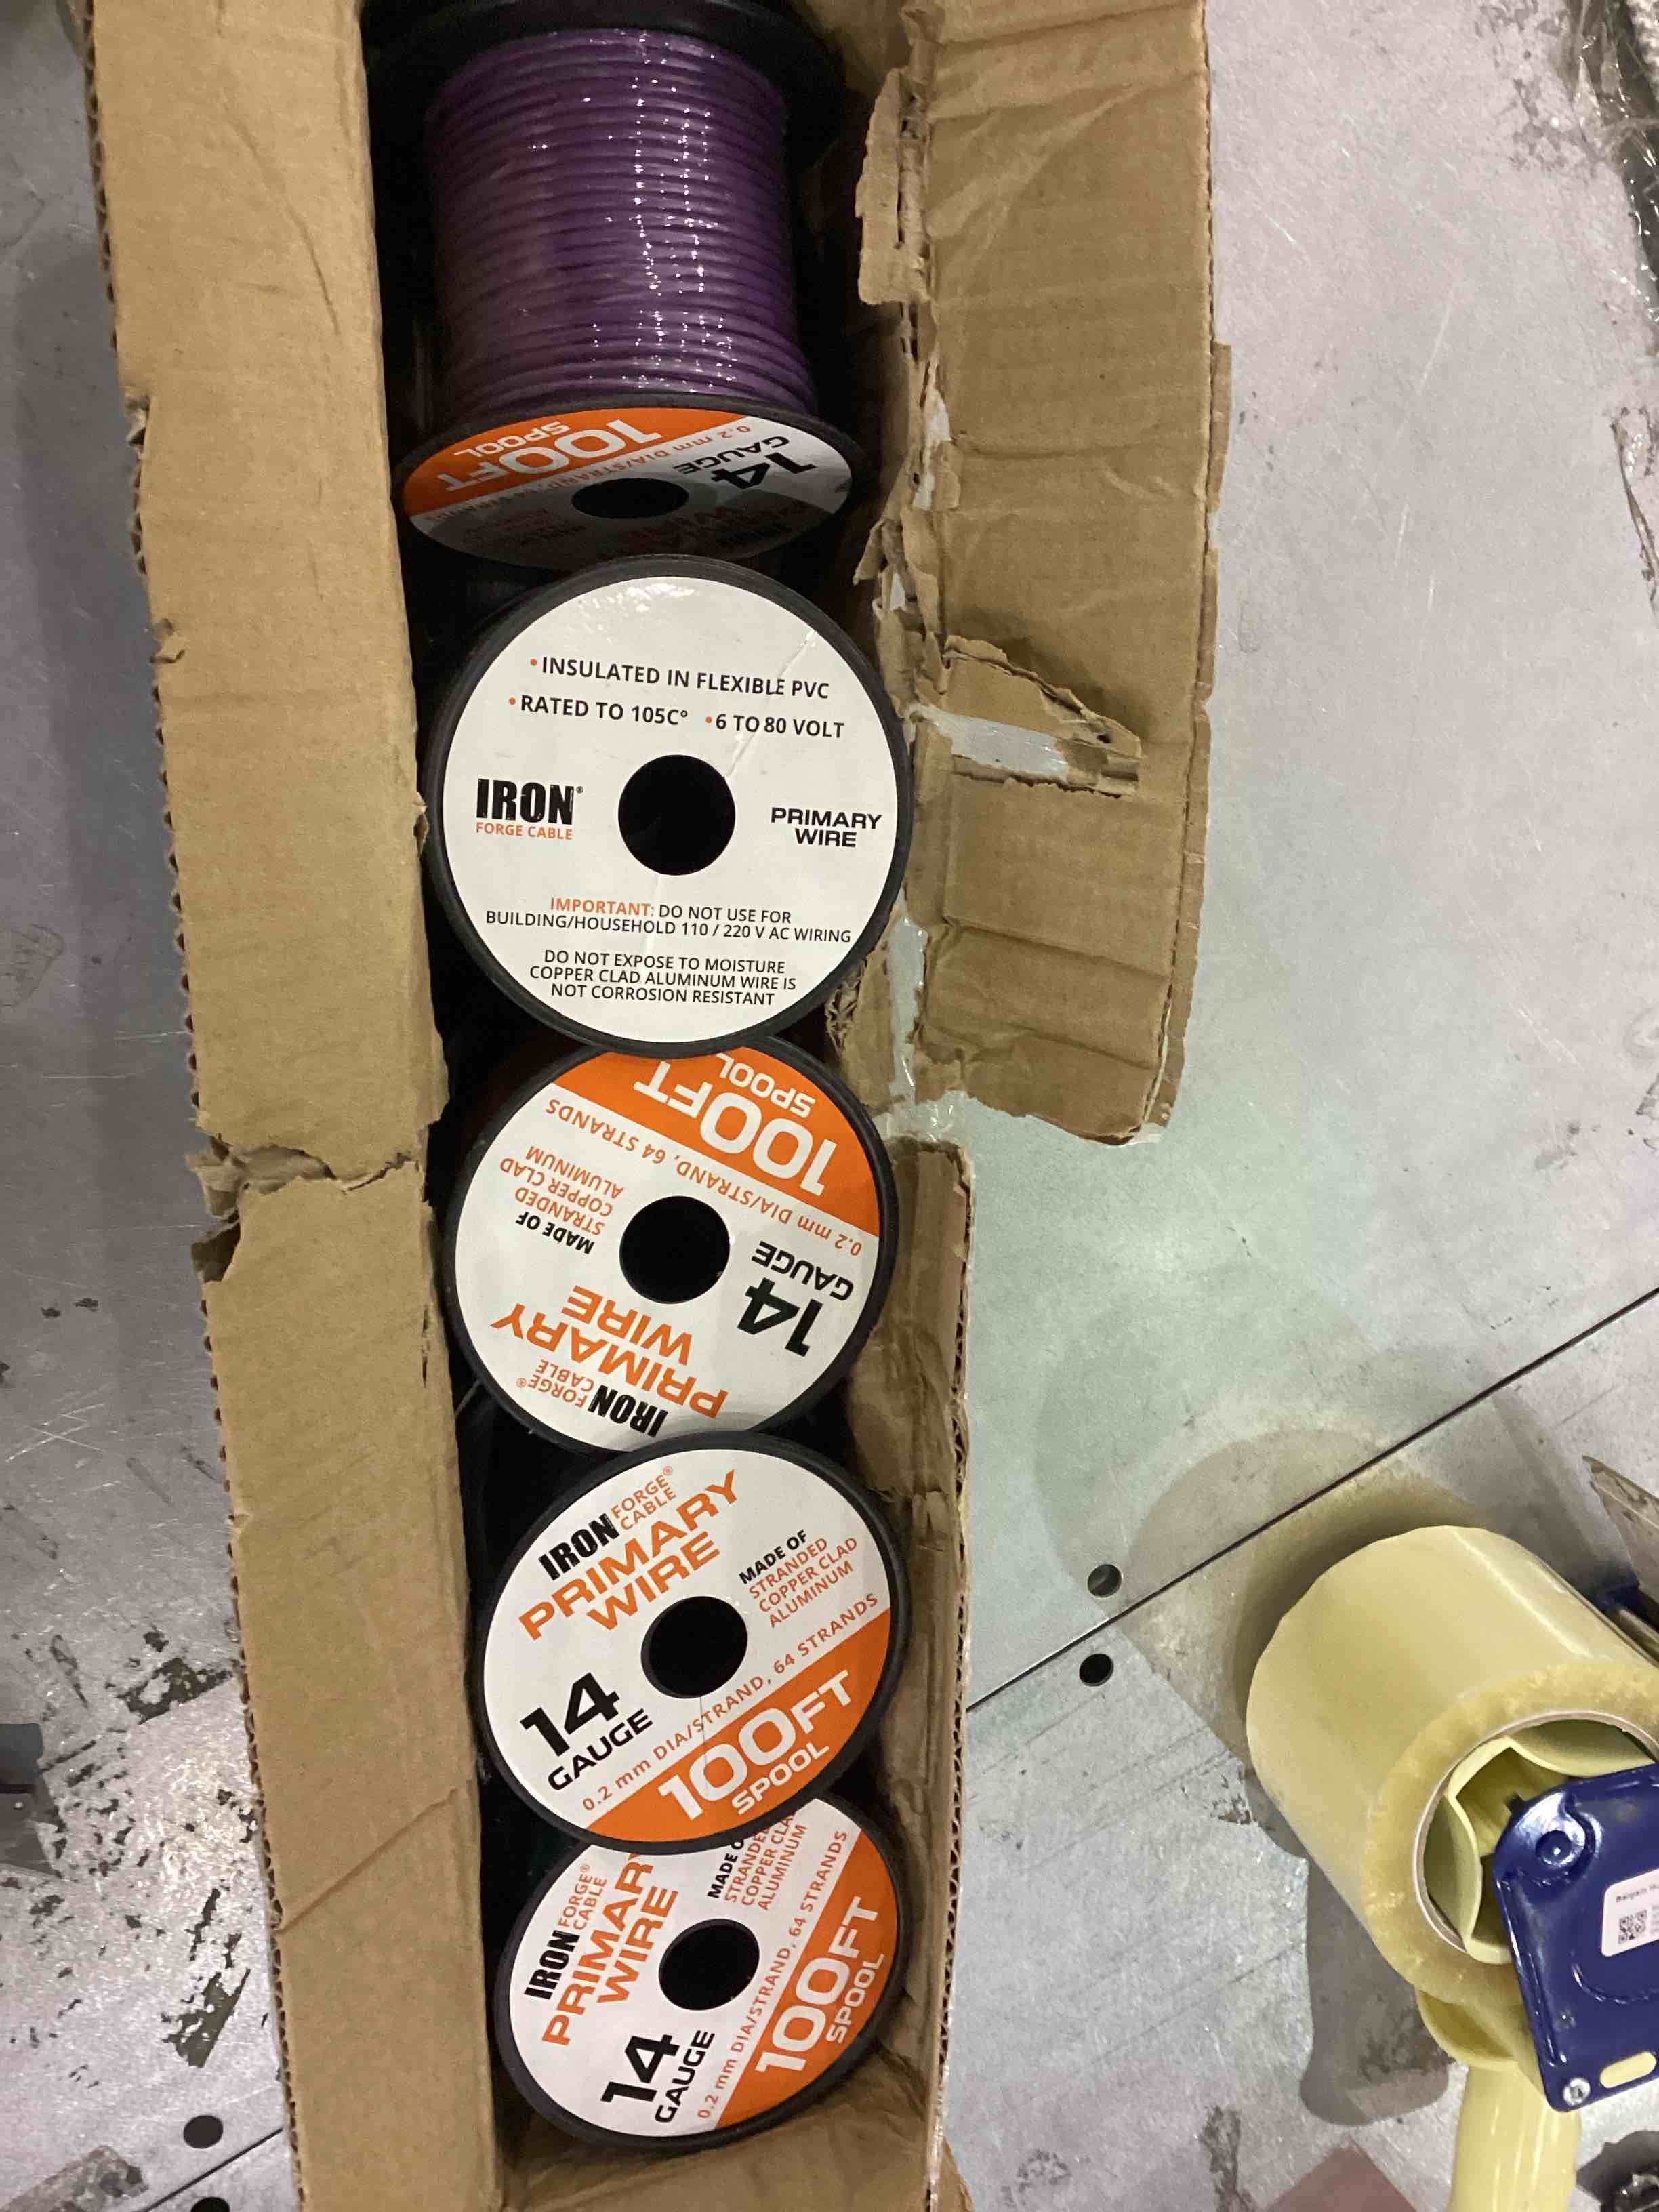 100FT
SPOOL
0.2 mm DIA/STRAND
14
GAUGE
• INSULATED IN FLEXIBLE PVC
• RATED TO 105C° • 6 TO 80 VOLT
IRON®
FORGE CABLE
PRIMARY
WIRE
IMPORTANT: DO NOT USE FOR
BUILDING/HOUSEHOLD 110 / 220 V AC WIRING
DO NOT EXPOSE TO MOISTURE
COPPER CLAD ALUMINUM WIRE IS
NOT CORROSION RESISTANT
IRON FORGE®
CABLE
PRIMARY
WIRE
14
GAUGE
MADE OF
STRANDED
COPPER CLAD
ALUMINUM
0.2 mm DIA/STRAND, 64 STRANDS
100FT
SPOOL
IRON FORGE®
CABLE
PRIMARY
WIRE
14
GAUGE
MADE OF
STRANDED
COPPER CLAD
ALUMINUM
0.2 mm DIA/STRAND, 64 STRANDS
100FT
SPOOL
IRON FORGE®
CABLE
PRIMAR
WIRE
14
GAUGE
MADE O
STRANDE
COPPER CLA
ALUMINUM
0.2 mm DIA/STRAND, 64 STRANDS
100FT
SPOOL